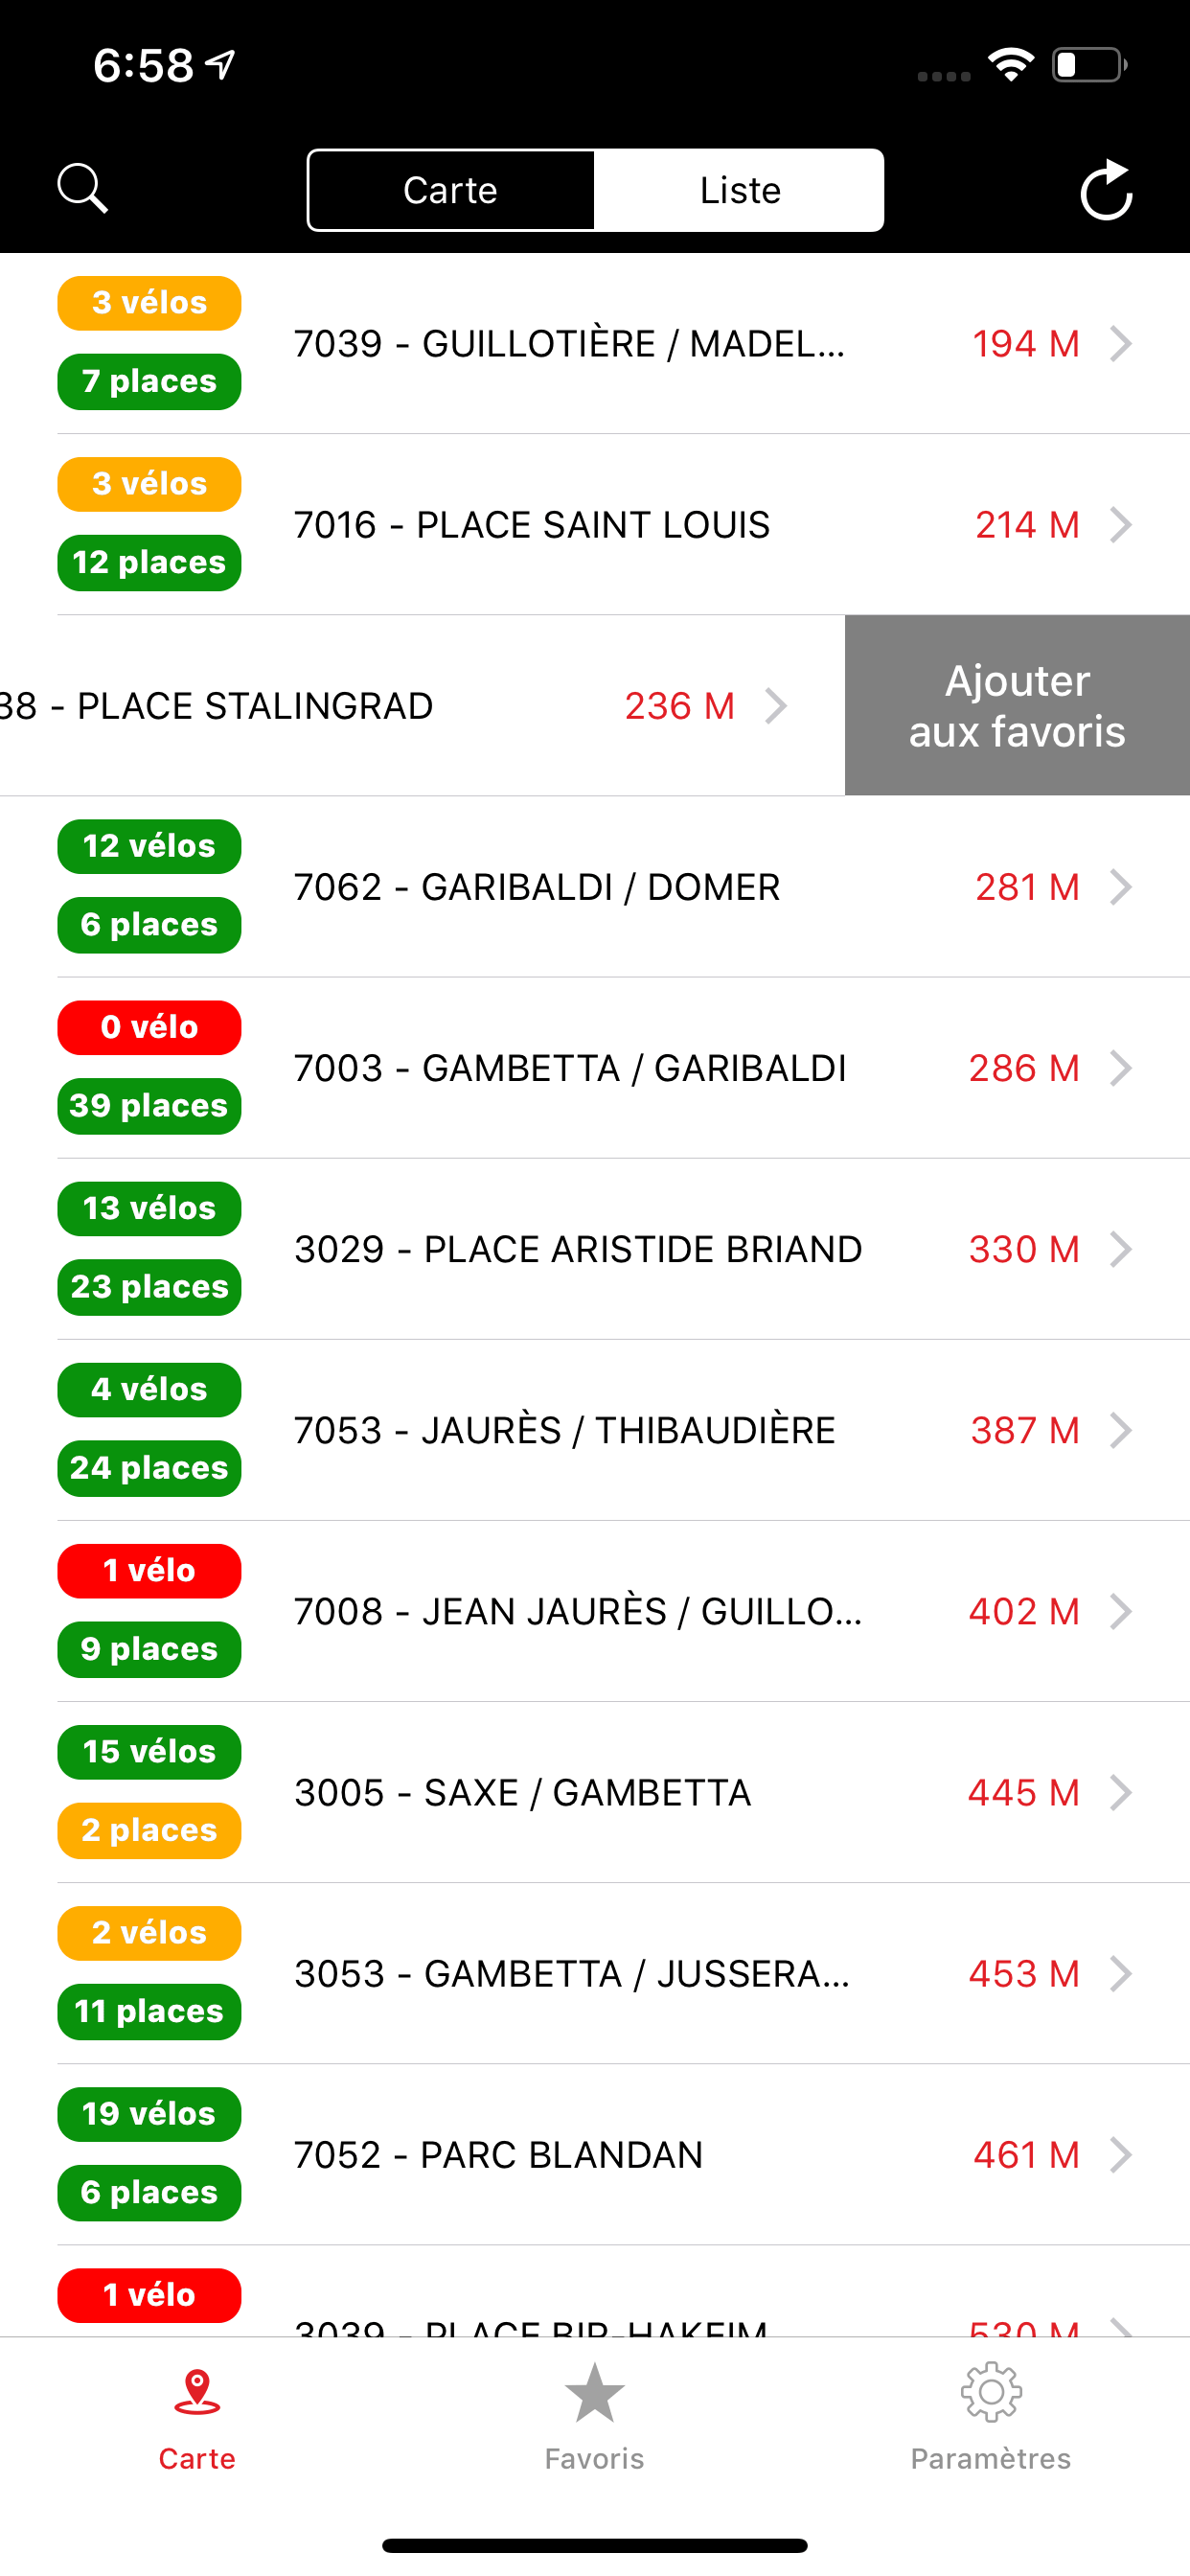 6:58
Carte
Liste
3 vélos
7 places
7039 - GUILLOTIÈRE / MADEL...
194 M
3 vélos
12 places
7016 - PLACE SAINT LOUIS
214 M
38 - PLACE STALINGRAD
236 M
Ajouter
aux favoris
12 vélos
6 places
7062 - GARIBALDI / DOMER
281 M
0 vélo
39 places
7003 - GAMBETTA / GARIBALDI
286 M
13 vélos
23 places
3029 - PLACE ARISTIDE BRIAND
330 M
4 vélos
24 places
7053 - JAURÈS / THIBAUDIÈRE
387 M
1 vélo
9 places
7008 - JEAN JAURÈS / GUILLO...
402 M
15 vélos
2 places
3005 - SAXE / GAMBETTA
445 M
2 vélos
11 places
3053 - GAMBETTA / JUSSERA...
453 M
19 vélos
6 places
7052 - PARC BLANDAN
461 M
1 vélo
3039 - PLACE BIR-HAKEIM
530 M
Carte
Favoris
Paramètres